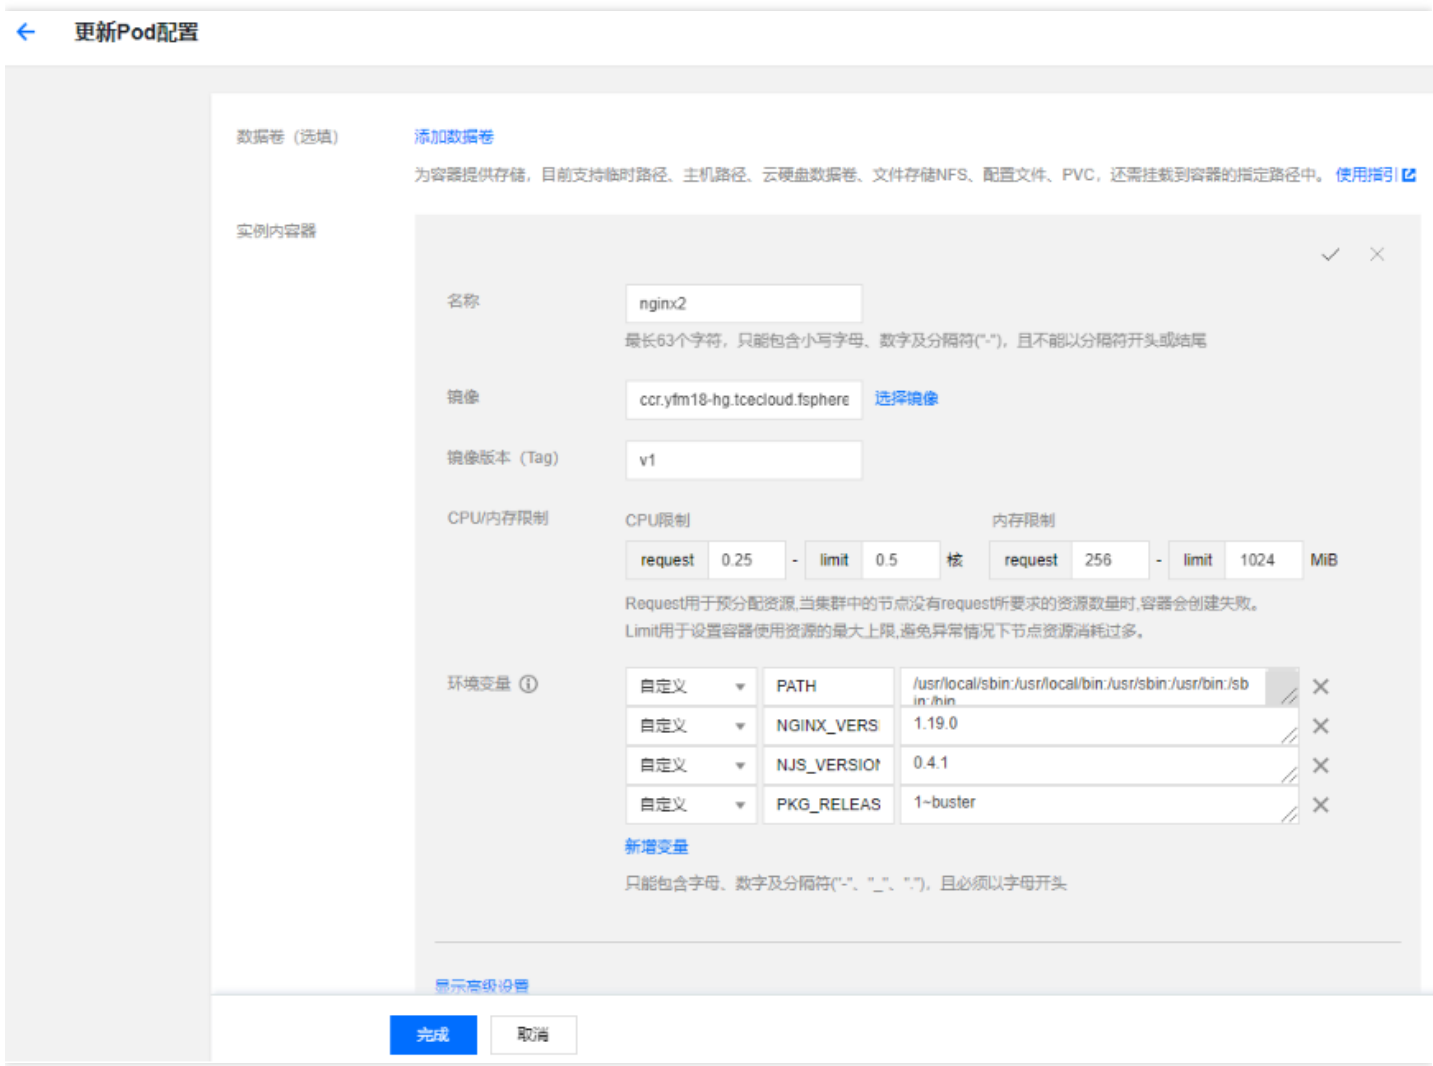 更新Pod配置
数据卷（选填） 添加数据卷
为容器提供存储，目前支持临时路径、主机路径、云硬盘数据卷、文件存储NFS、配置文件、PVC，还需挂载到容器的指定路径中。 使用指引
实例内容器
名称 nginx2
最长63个字符，只能包含小写字母、数字及分隔符("-")，且不能以分隔符开头或结尾
镜像 ccr.yfm18-hg.tcecloud.fsphere 选择镜像
镜像版本（Tag） v1
CPU/内存限制 CPU限制 内存限制
request 0.25 - limit 0.5 核 request 256 - limit 1024 MiB
Request用于预分配资源,当集群中的节点没有request所要求的资源数量时,容器会创建失败。
Limit用于设置容器使用资源的最大上限,避免异常情况下节点资源消耗过多。
环境变量 自定义 PATH /usr/local/sbin:/usr/local/bin:/usr/sbin:/usr/bin:/sb
in:/bin
自定义 NGINX_VERS 1.19.0
自定义 NJS_VERSION 0.4.1
自定义 PKG_RELEAS 1~buster
新增变量
只能包含字母、数字及分隔符("-"、"_"、".")，且必须以字母开头
显示高级设置
完成 取消